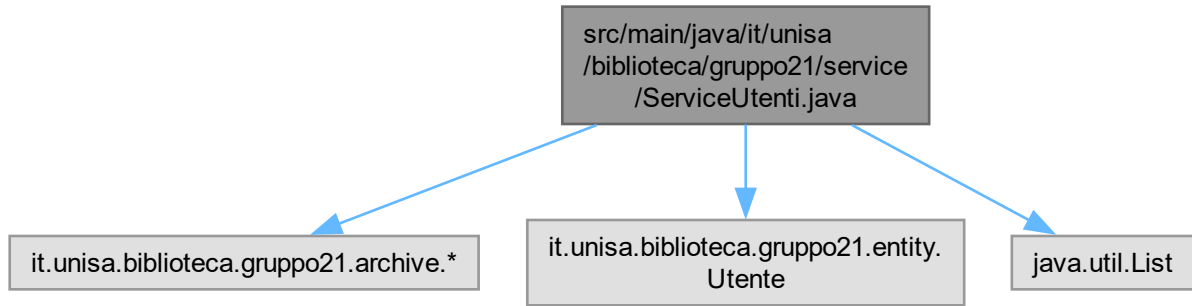 src/main/java/it/unisa
/biblioteca/gruppo21/service
/ServiceUtenti.java
it.unisa.biblioteca.gruppo21.archive.*
it.unisa.biblioteca.gruppo21.entity.
Utente
java.util.List